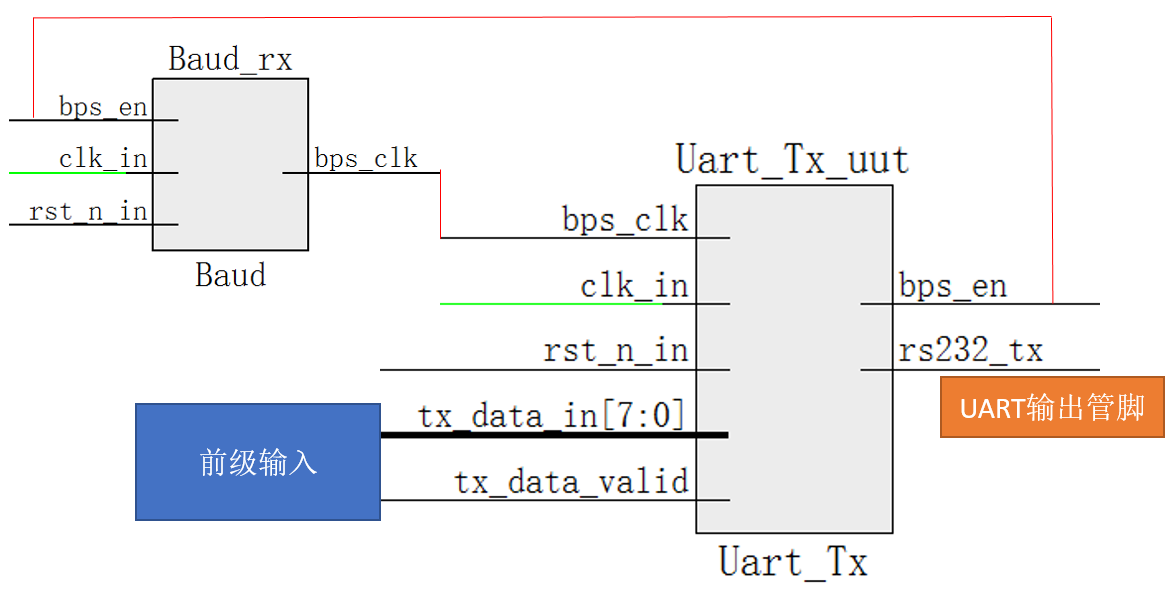 Baud_rx
bps_en
clk_in
bps_clk
rst_n_in
Baud
Uart_Tx_uut
bps_clk
clk_in
bps_en
rst_n_in
rs232_tx
tx_data_in[7:0]
UART输出管脚
前级输入
tx_data_valid
Uart_Tx